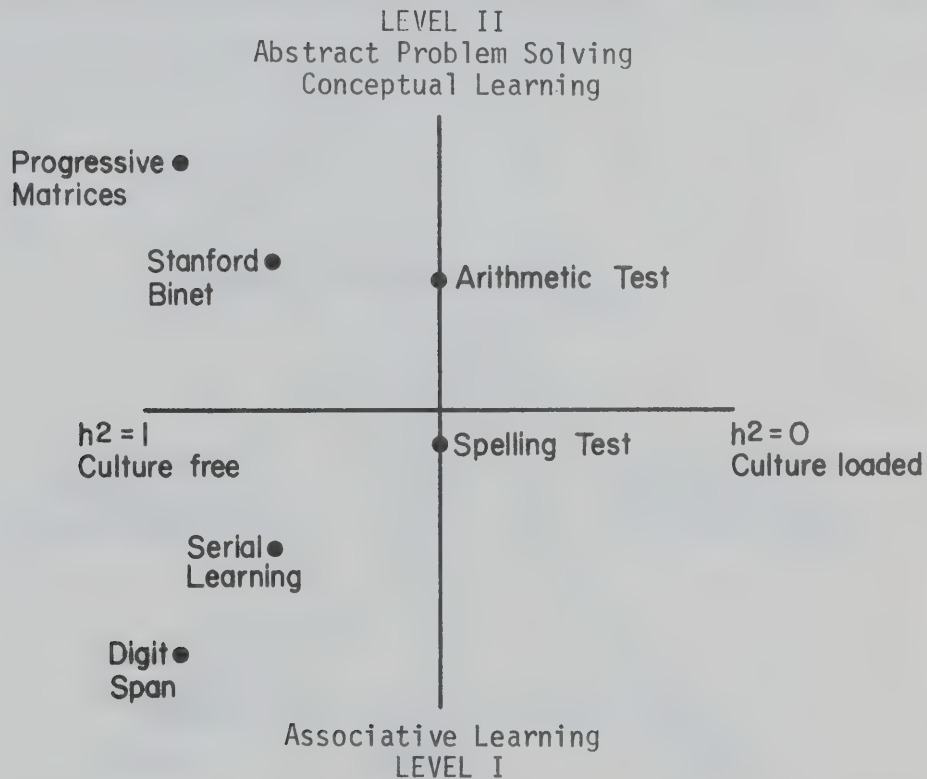 LEVEL II
Abstract Problem Solving
Conceptual Learning
Progressive
Matrices
Stanford
Binet
Arithmetic Test
h2 = 1
Culture free
Spelling Test
h2 = 0
Culture loaded
Serial
Learning
Digit
Span
Associative Learning
LEVEL I